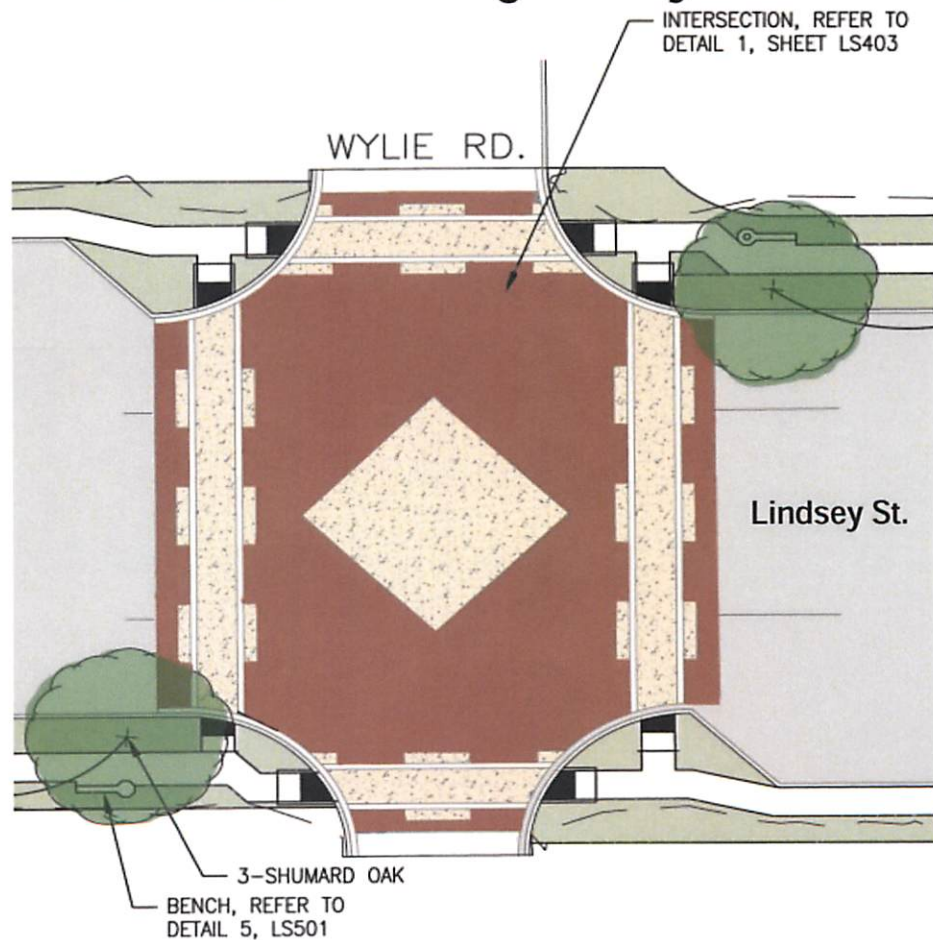 INTERSECTION, REFER TO
DETAIL 1, SHEET LS403
WYLIE RD.
Lindsey St.
3-SHUMARD OAK
BENCH, REFER TO
DETAIL 5, LS501